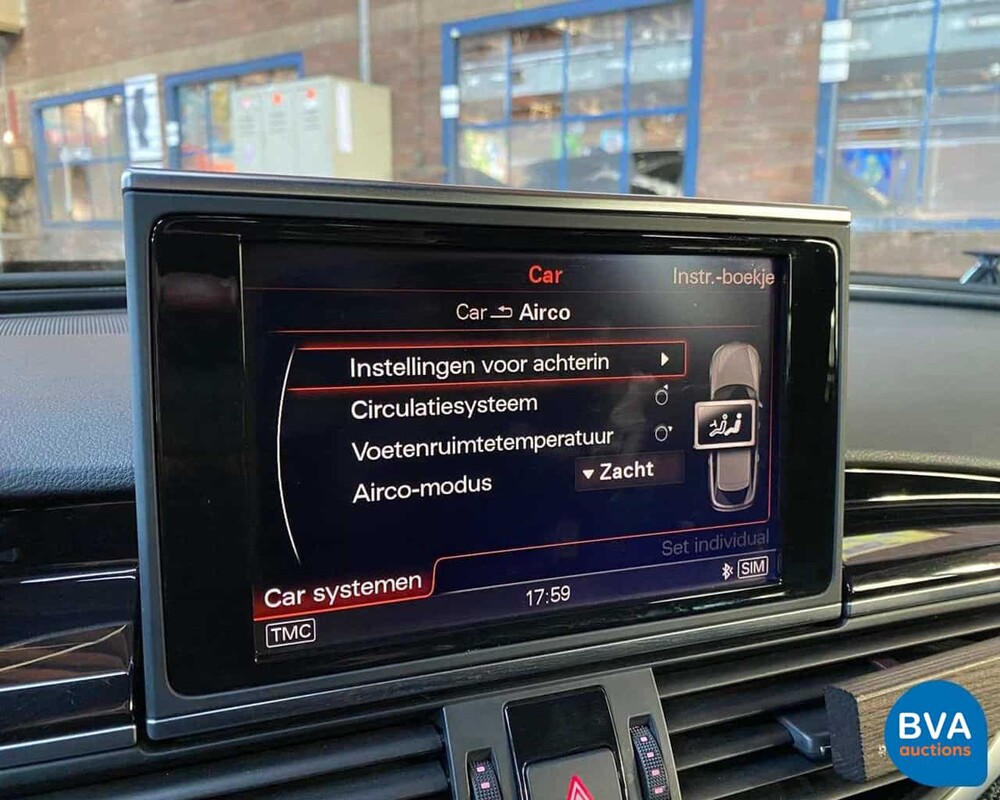 Car
Instr.-boekje
Car Airco
Instellingen voor achterin
Circulatiesysteem
Voetenruimtetemperatuur
Airco-modus
Zacht
Set individual
Car systemen
17:59
SIM
TMC
BVA
auctions